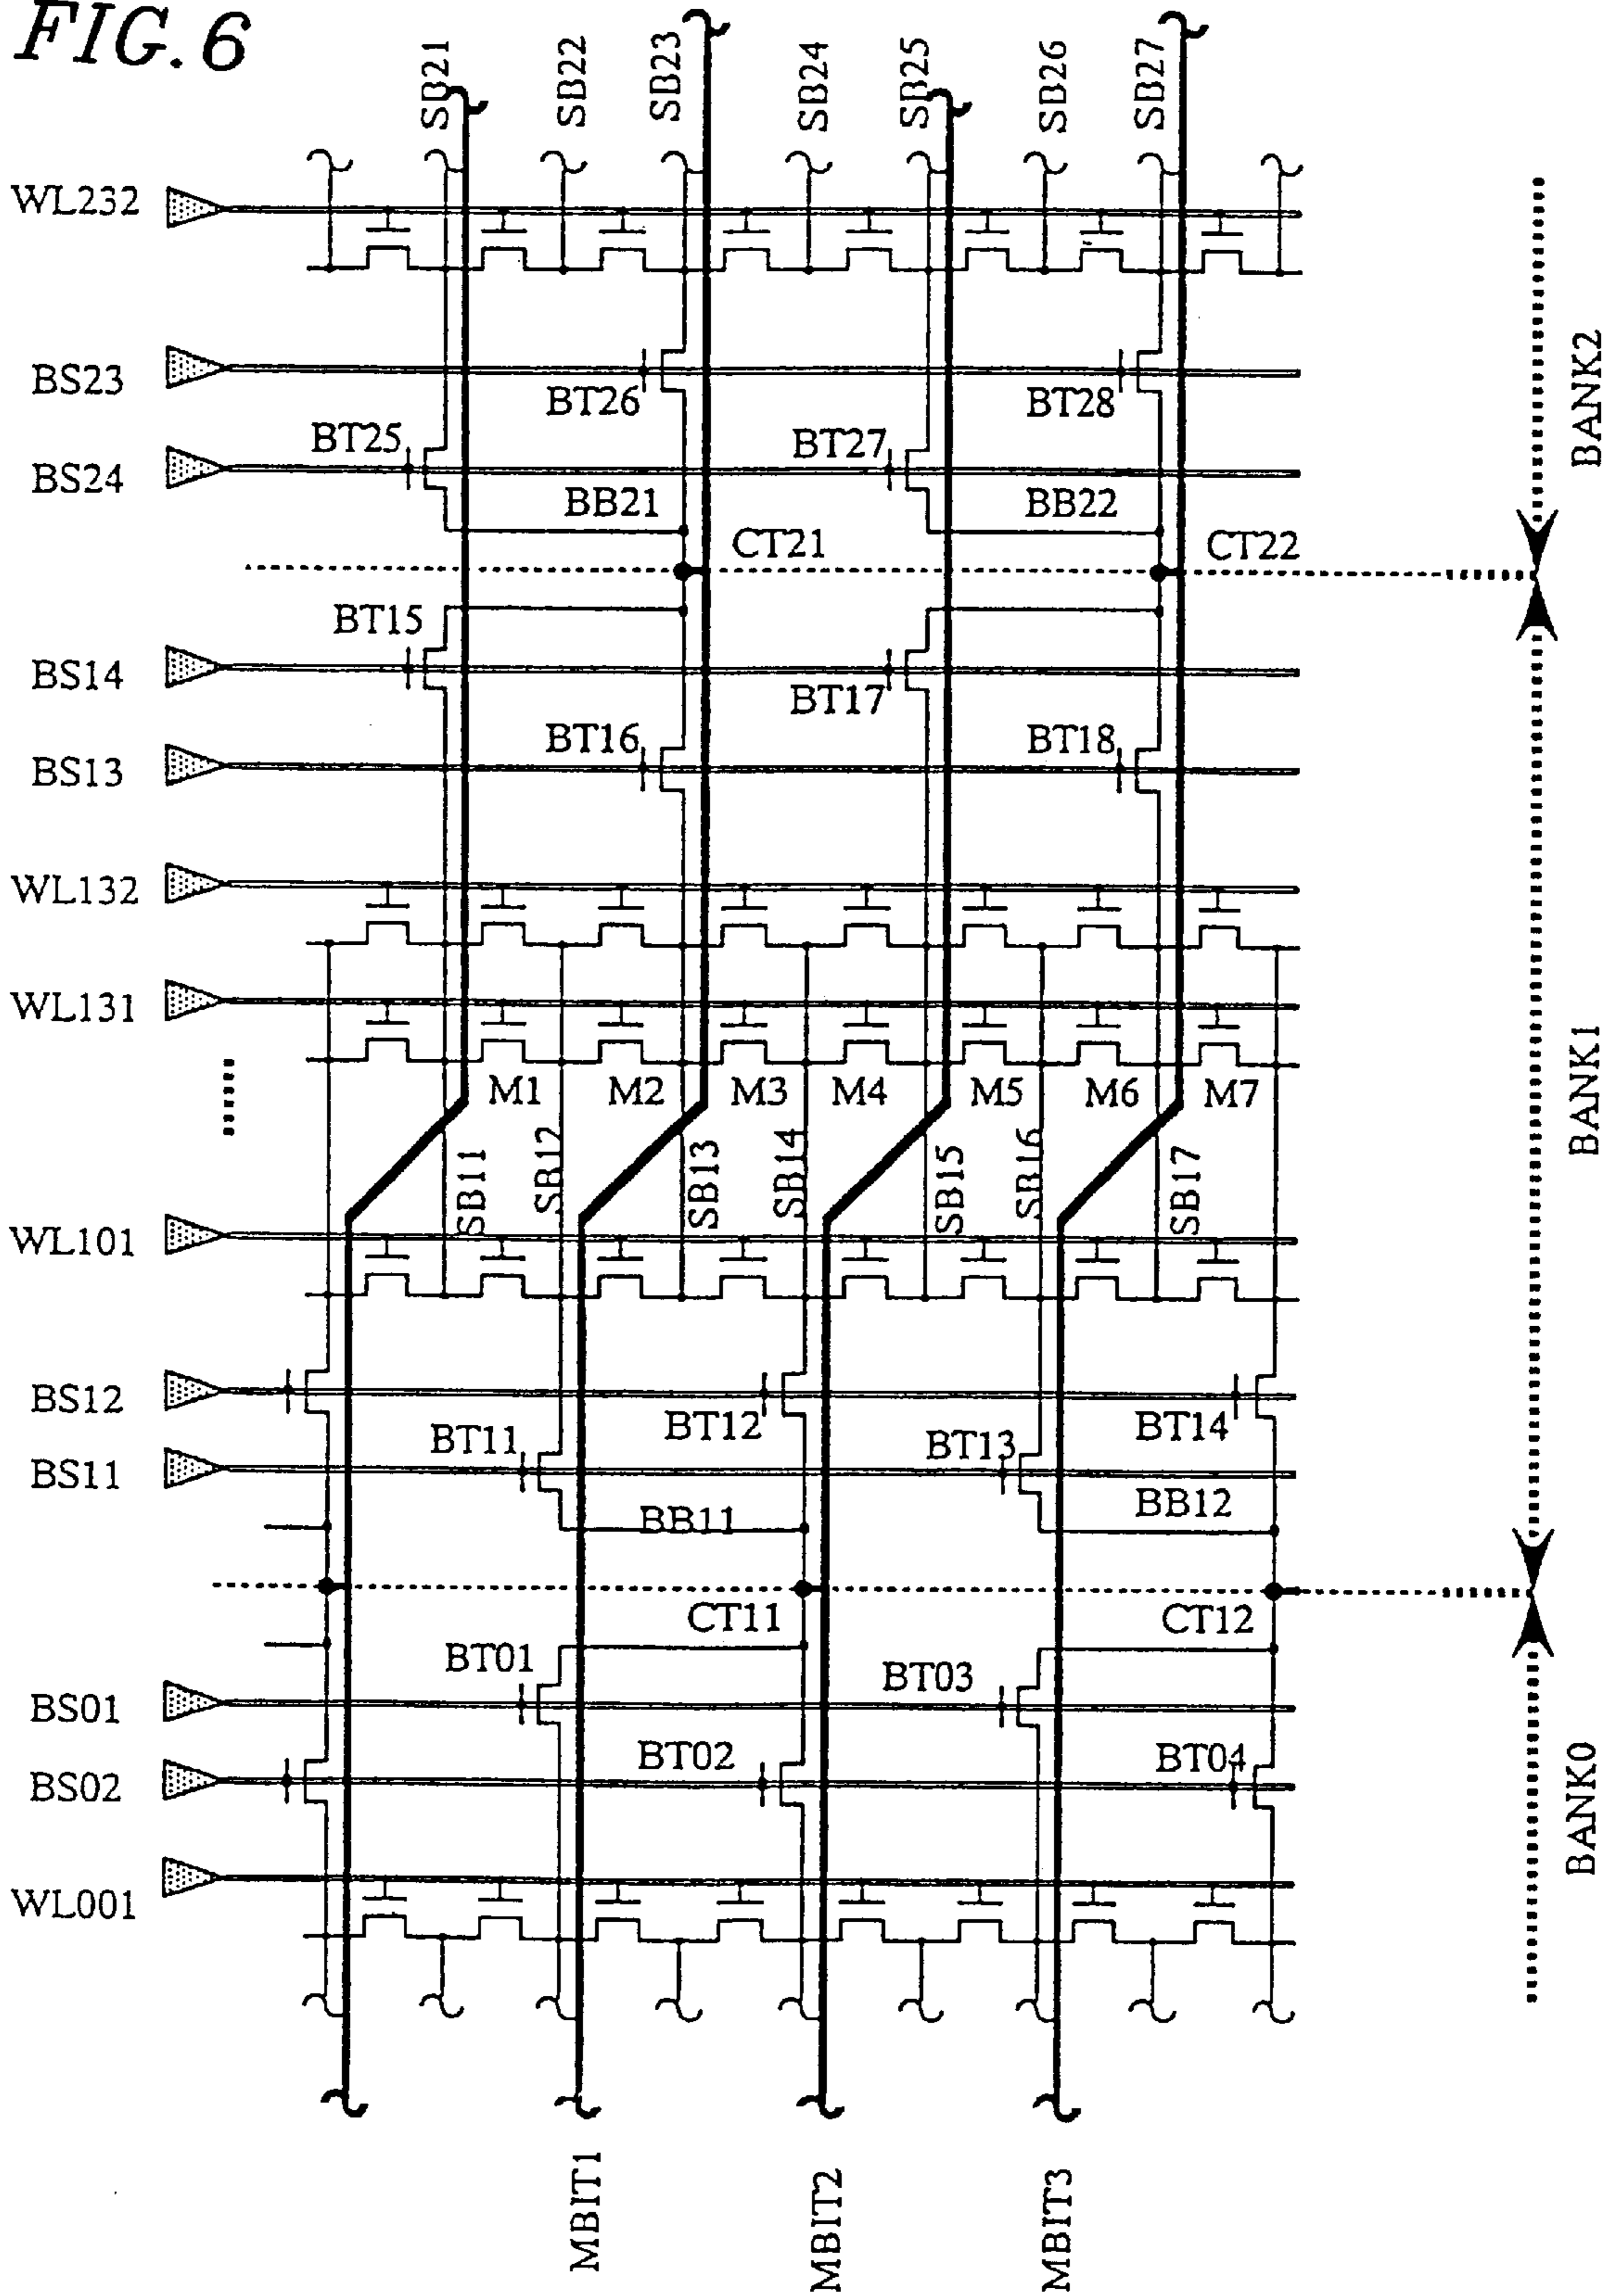 FIG. 6
SB21
SB22
SB23
SB24
SB25
SB26
SB27
WL232
BS23
BT26
BT28
BANK2
BT25
BT27
BS24
BB21
BB22
CT21
CT22
BT15
BS14
BT17
BT16
BT18
BS13
WL132
WL131
M1
M2
M3
M4
M5
M6
M7
BANK1
SB11
SB12
SB13
SB14
SB15
SB16
SB17
WL101
BS12
BT12
BT14
BT11
BT13
BS11
BB11
BB12
CT11
CT12
BT01
BT03
BS01
BT02
BT04
BS02
BANK0
WL001
MBIT1
MBIT2
MBIT3